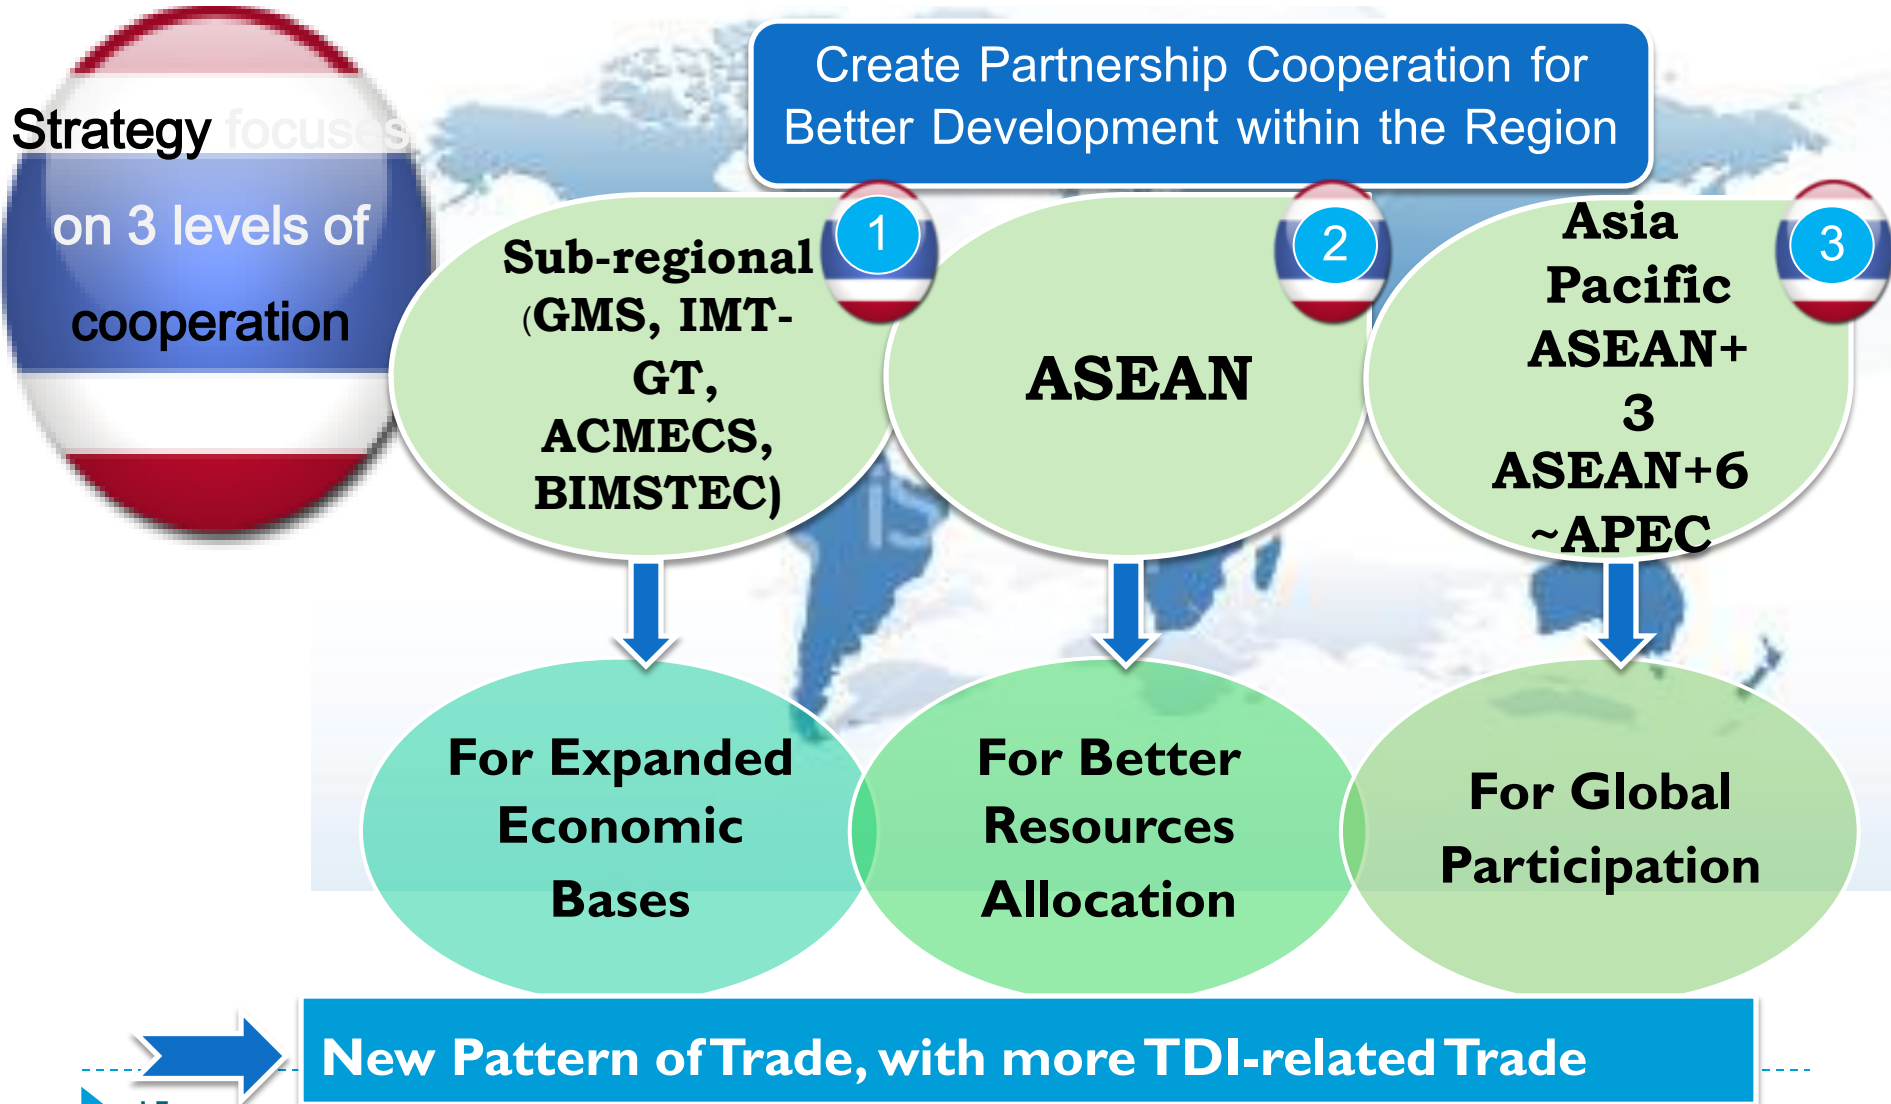 Create Partnership Cooperation for
Better Development within the Region
Strategy focuses
on 3 levels of
cooperation
1
Sub-regional
(GMS, IMT-
GT,
ACMECS,
BIMSTEC)
2
ASEAN
3
Asia
Pacific
ASEAN+
3
ASEAN+6
~APEC
For Expanded
Economic
Bases
For Better
Resources
Allocation
For Global
Participation
New Pattern of Trade, with more TDI-related Trade